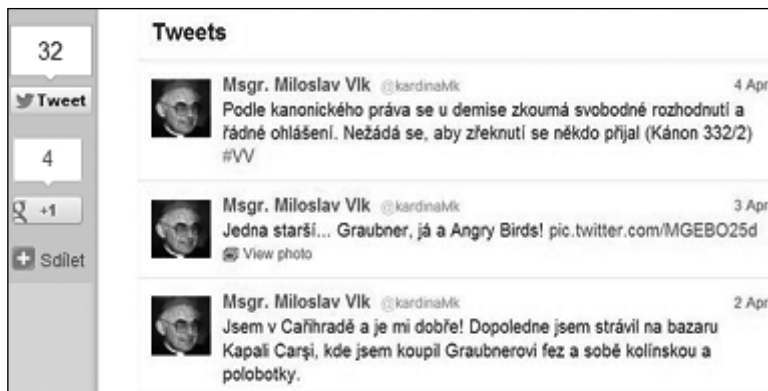 32
Tweet
4
+1
Sdílet
Tweets
Msgr. Miloslav Vlk @kardinalvlk 4 Apr
Podle kanonického práva se u demise zkoumá svobodné rozhodnutí a
řádné ohlášení. Nežádá se, aby zřeknutí se někdo přijal (Kánon 332/2)
#VV
Msgr. Miloslav Vlk @kardinalvlk 3 Apr
Jedna starší... Graubner, já a Angry Birds! pic.twitter.com/MGEBO25d
View photo
Msgr. Miloslav Vlk @kardinalvlk 2 Apr
Jsem v Cařihradě a je mi dobře! Dopoledne jsem strávil na bazaru
Kapali Carşi, kde jsem koupil Graubnerovi fez a sobě kolínskou a
polobotky.